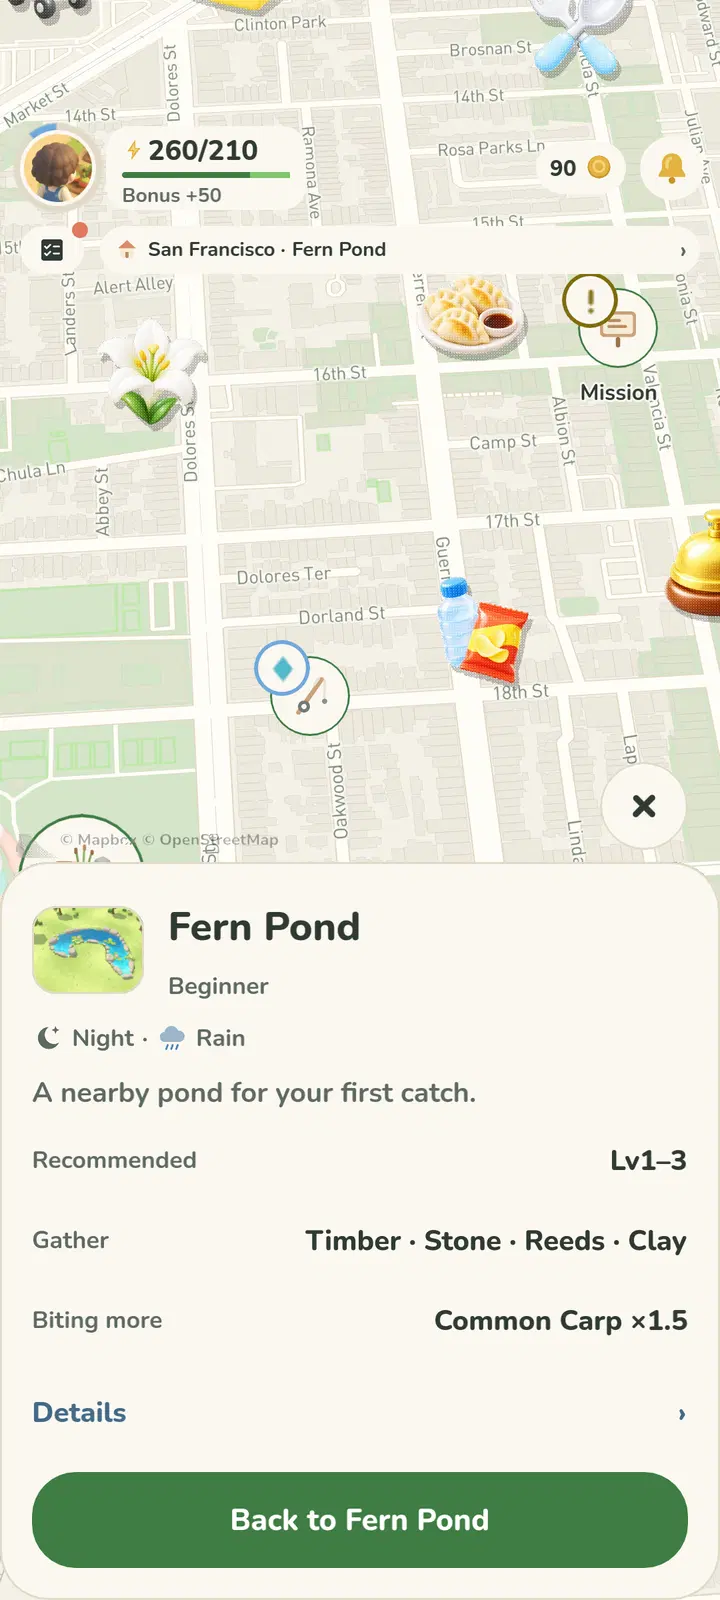 Clinton Park
Brosnan St
Market St
14th St
14th St
Dolores St
Ramona Ave
Rosa Parks Ln
260/210
Bonus +50
90
15th St
San Francisco · Fern Pond ›
Landers St
Alert Alley
!
Mission
16th St
Dolores S
Valencia St
Albion St
Camp St
Chula Ln
Abbey St
17th St
Dolores Ter
Dorland St
18th St
Oakwood St
© Mapbox © OpenStreetMap
Fern Pond
Beginner
Night · Rain
A nearby pond for your first catch.
Recommended Lv1–3
Gather Timber · Stone · Reeds · Clay
Biting more Common Carp ×1.5
Details ›
Back to Fern Pond